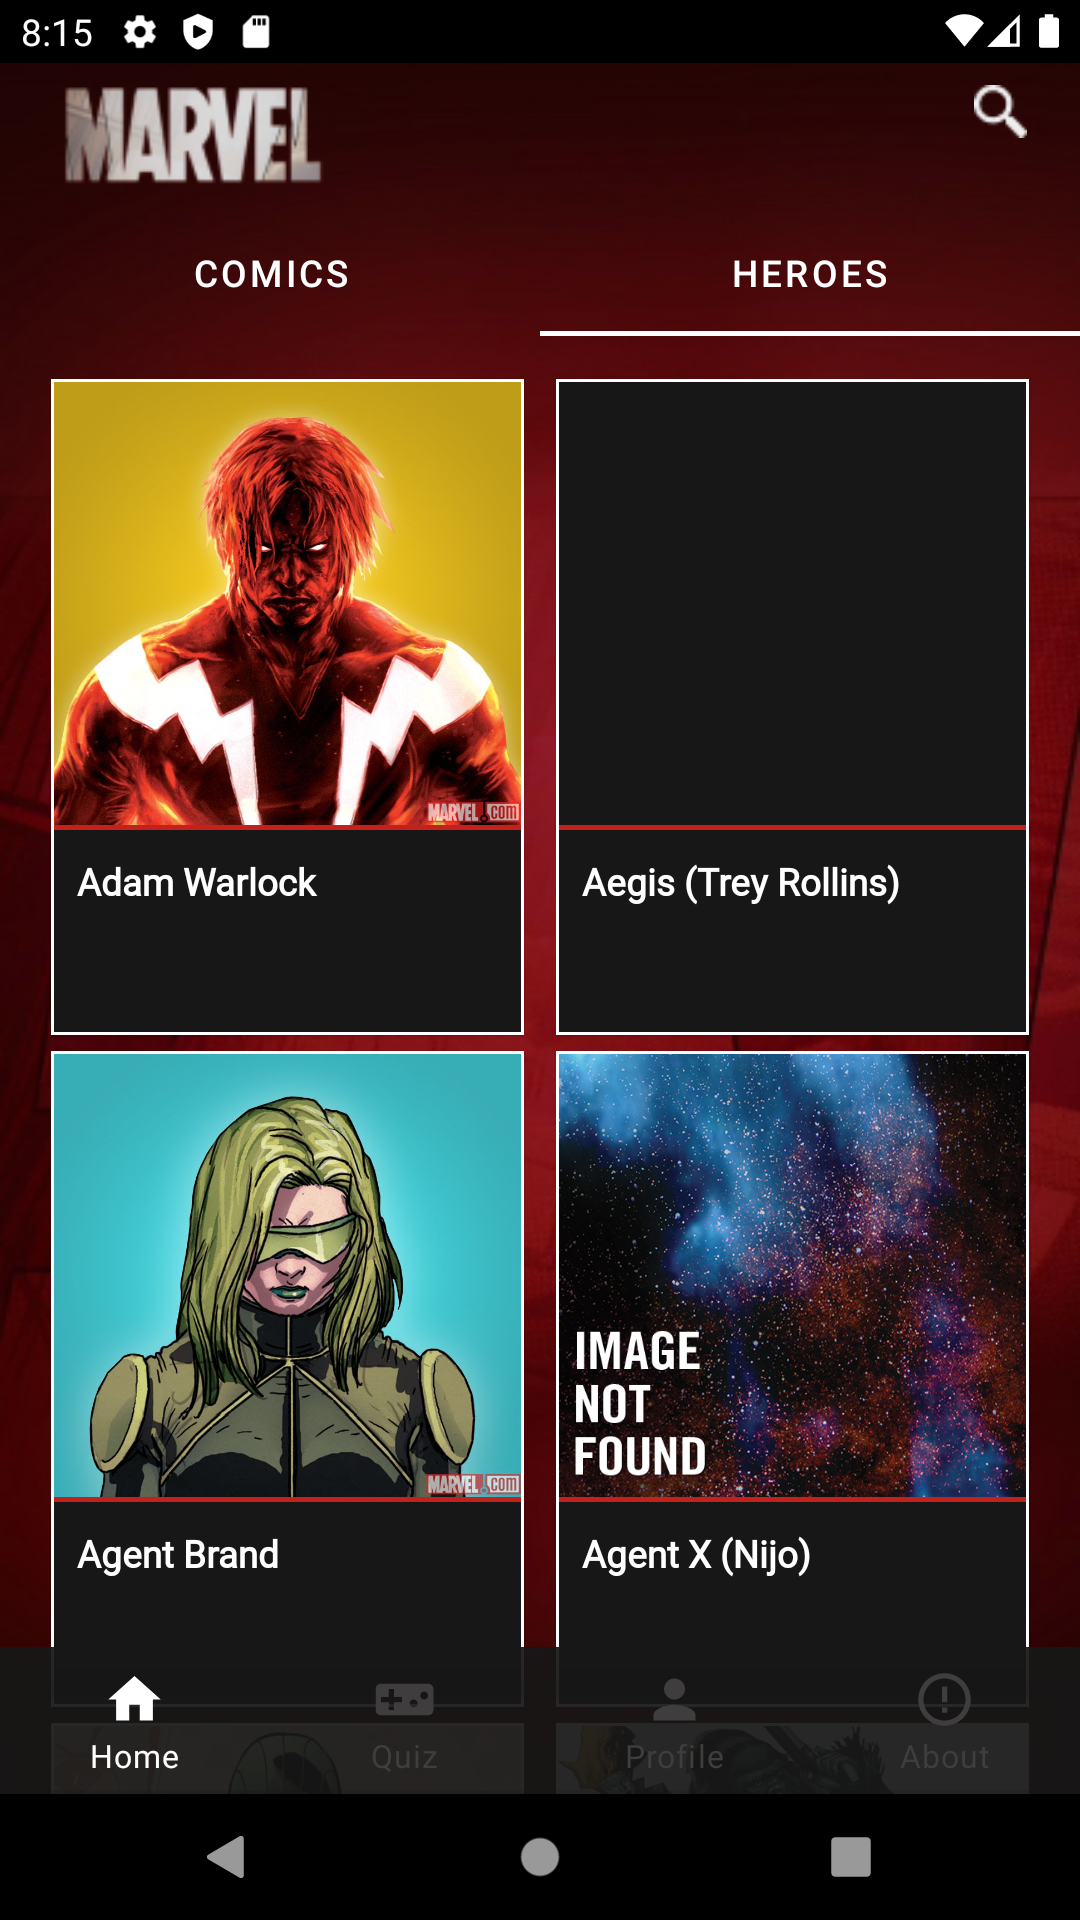 8:15
MARVEL
COMICS
HEROES
MARVEL.com
Adam Warlock
Aegis (Trey Rollins)
MARVEL.com
IMAGE
NOT
FOUND
Agent Brand
Agent X (Nijo)
Home
Quiz
Profile
About